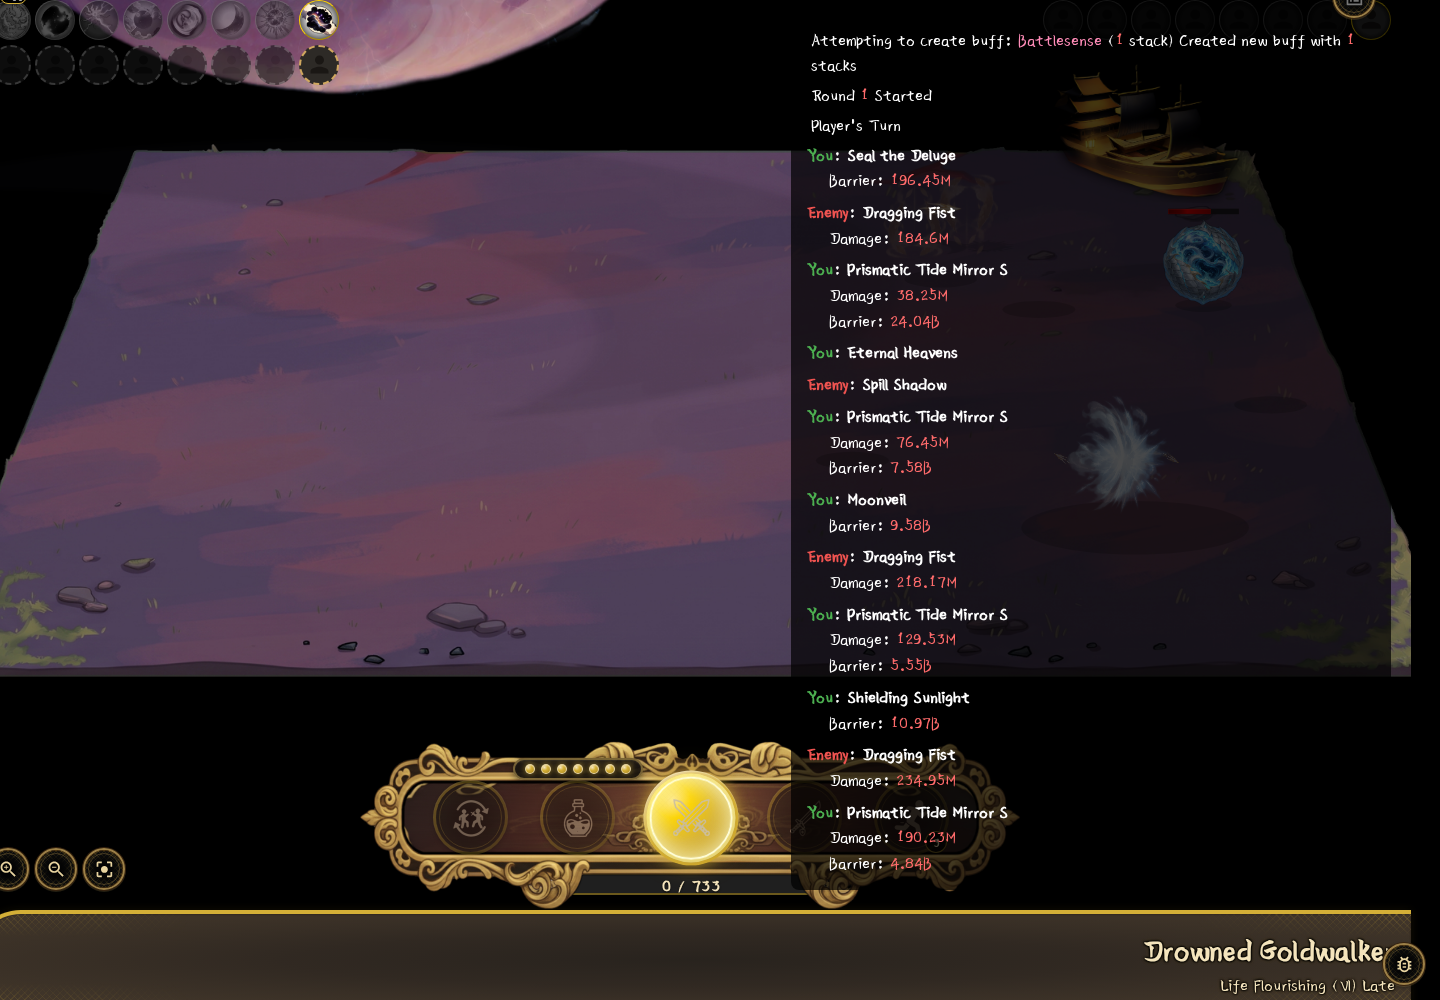 Attempting to create buff: Battlesense (1 stack) Created new buff with 1
stacks
Round 1 Started
Player's Turn
You: Seal the Deluge
Barrier: 196.45M
Enemy: Dragging Fist
Damage: 184.6M
You: Prismatic Tide Mirror S
Damage: 38.25M
Barrier: 24.04B
You: Eternal Heavens
Enemy: Spill Shadow
You: Prismatic Tide Mirror S
Damage: 76.45M
Barrier: 7.58B
You: Moonveil
Barrier: 9.58B
Enemy: Dragging Fist
Damage: 218.17M
You: Prismatic Tide Mirror S
Damage: 129.53M
Barrier: 5.55B
You: Shielding Sunlight
Barrier: 10.97B
Enemy: Dragging Fist
Damage: 234.95M
You: Prismatic Tide Mirror S
Damage: 190.23M
Barrier: 4.84B
0 / 733
Drowned Goldwalke
Life Flourishing (VI) Late